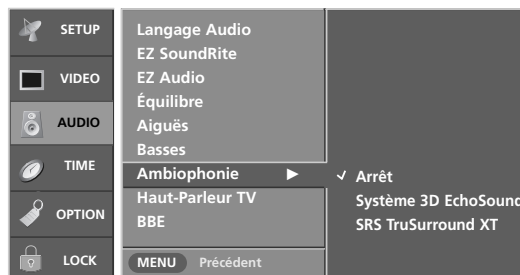 SETUP
VIDEO
AUDIO
TIME
OPTION
LOCK
Langage Audio
EZ SoundRite
EZ Audio
Équilibre
Aiguës
Basses
Ambiophonie ►
Haut-Parleur TV
BBE
MENU Précédent
✓ Arrêt
Système 3D EchoSound
SRS TruSurround XT